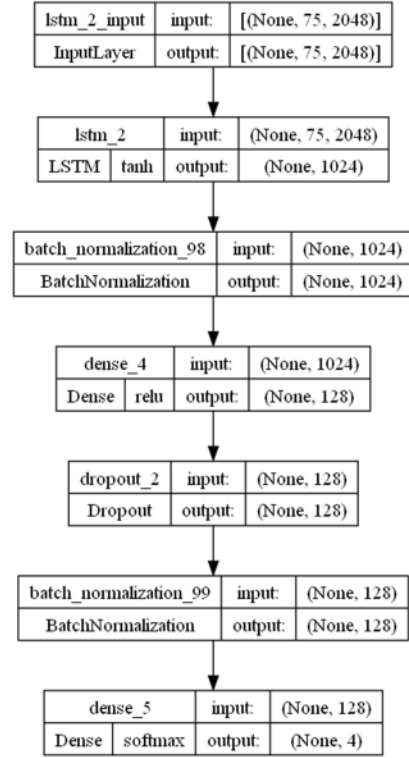 lstm_2_input input: [(None, 75, 2048)]
InputLayer output: [(None, 75, 2048)]
lstm_2 input: (None, 75, 2048)
LSTM tanh output: (None, 1024)
batch_normalization_98 input: (None, 1024)
BatchNormalization output: (None, 1024)
dense_4 input: (None, 1024)
Dense relu output: (None, 128)
dropout_2 input: (None, 128)
Dropout output: (None, 128)
batch_normalization_99 input: (None, 128)
BatchNormalization output: (None, 128)
dense_5 input: (None, 128)
Dense softmax output: (None, 4)